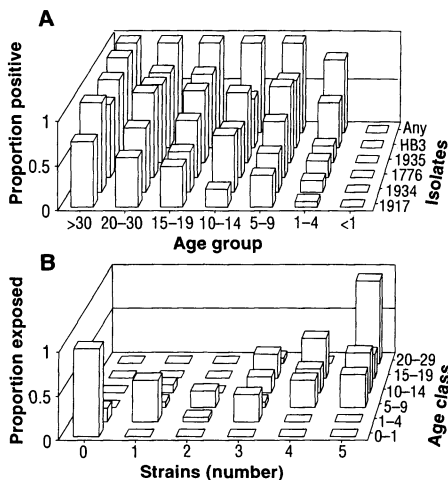 A
Proportion positive
1
0.5
0
>30 20–30 15–19 10–14 5–9 1–4 <1
Age group
Any
HB3
1935
1776
1934
1917
Isolates
B
Proportion exposed
1
0.5
0
0 1 2 3 4 5
Strains (number)
20–29
15–19
10–14
5–9
1–4
0–1
Age class